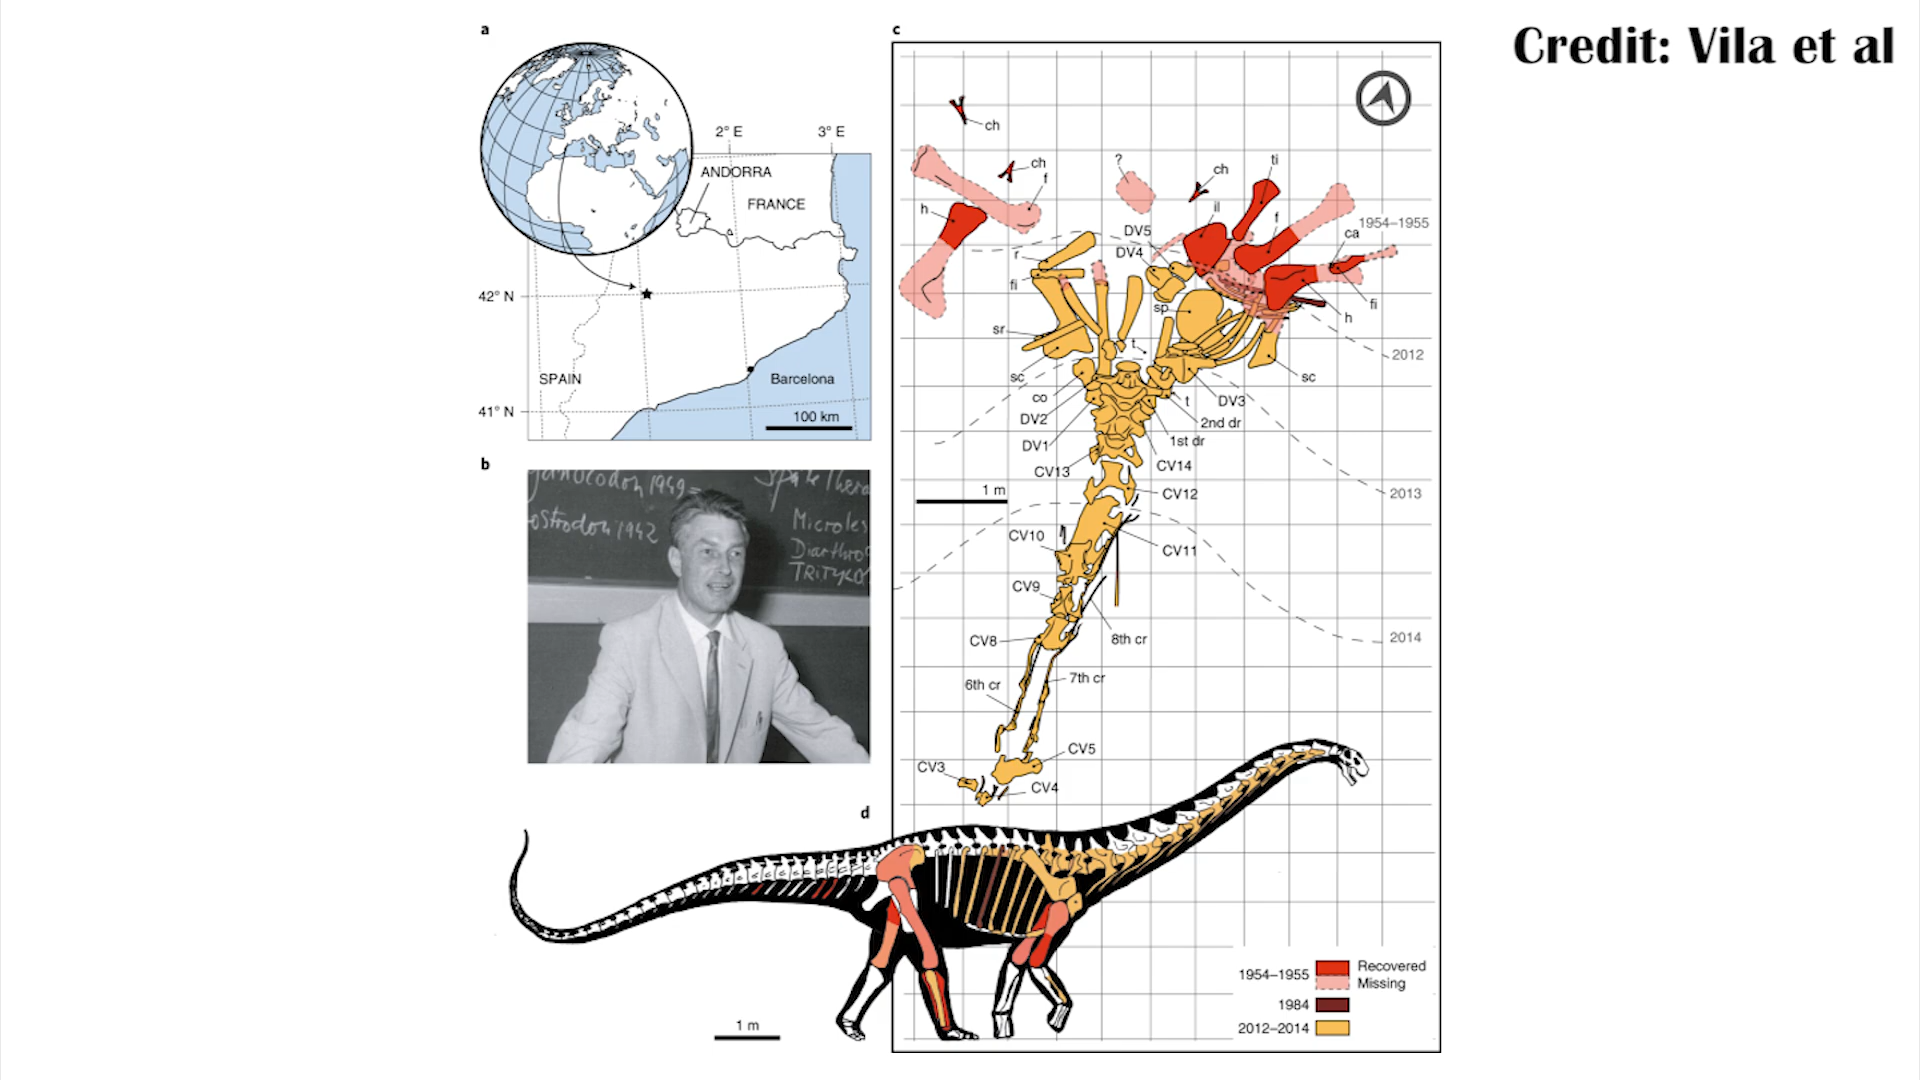 Credit: Vila et al
a
2° E
3° E
ANDORRA
FRANCE
42° N
SPAIN
Barcelona
41° N
100 km
b
1949=
1942
Microles
Diarthro
c
ch
ch
f
h
?
ch
ti
il
f
1954–1955
ca
DV5
DV4
r
fi
fi
h
sp
sr
t
2012
sc
sc
co
t
DV3
DV2
2nd dr
1st dr
DV1
CV14
CV13
1 m
CV12
2013
CV10
CV11
CV9
8th cr
2014
CV8
6th cr
7th cr
CV5
CV3
CV4
d
1 m
1954–1955
Recovered
Missing
1984
2012–2014